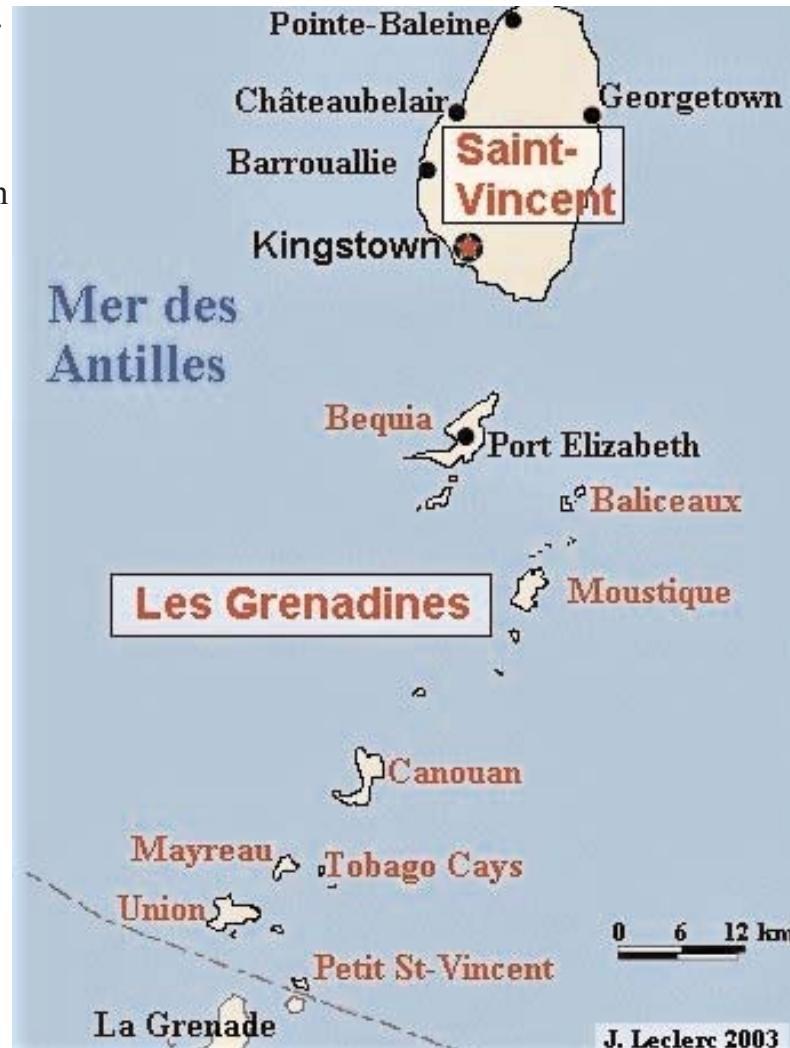 Pointe-Baleine
Châteaubelair
Georgetown
Barrouallie
Saint-
Vincent
n
Kingstown
Mer des
Antilles
Bequia
Port Elizabeth
Baliceaux
Les Grenadines
Moustique
Canouan
Mayreau
Tobago Cays
Union
0 6 12 km
Petit St-Vincent
La Grenade
J. Leclerc 2003